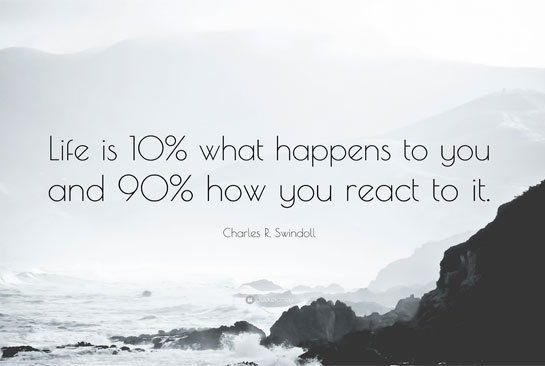 Life is 10% what happens to you
and 90% how you react to it.
Charles R. Swindoll